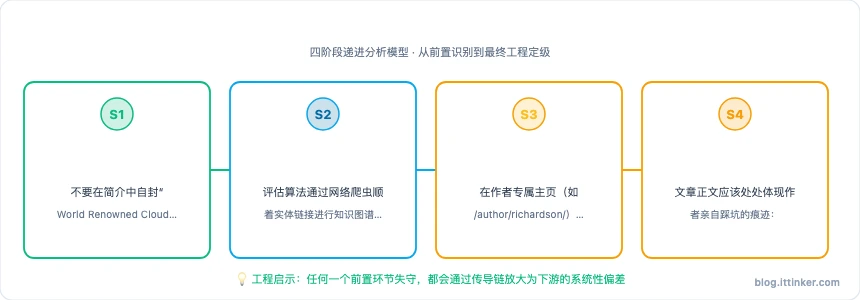 四阶段递进分析模型 · 从前置识别到最终工程定级
S1
不要在简介中自封“
World Renowned Cloud...
S2
评估算法通过网络爬虫顺
着实体链接进行知识图谱...
S3
在作者专属主页（如
/author/richardson/）...
S4
文章正文应该处处体现作
者亲自踩坑的痕迹：
💡 工程启示：任何一个前置环节失守，都会通过传导链放大为下游的系统性偏差
blog.ittinker.com